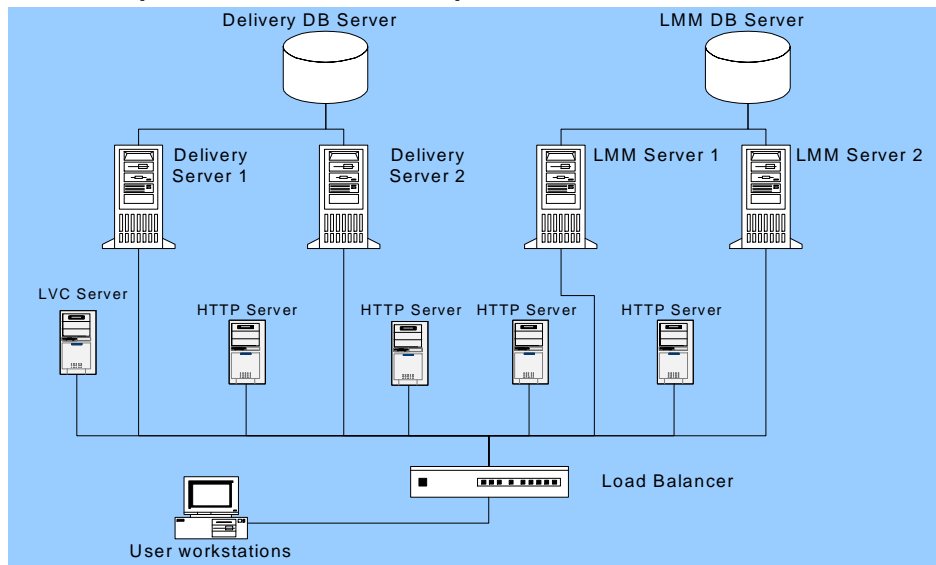 Delivery DB Server
LMM DB Server
Delivery
Server 1
Delivery
Server 2
LMM Server 1
LMM Server 2
LVC Server
HTTP Server
HTTP Server
HTTP Server
HTTP Server
Load Balancer
User workstations